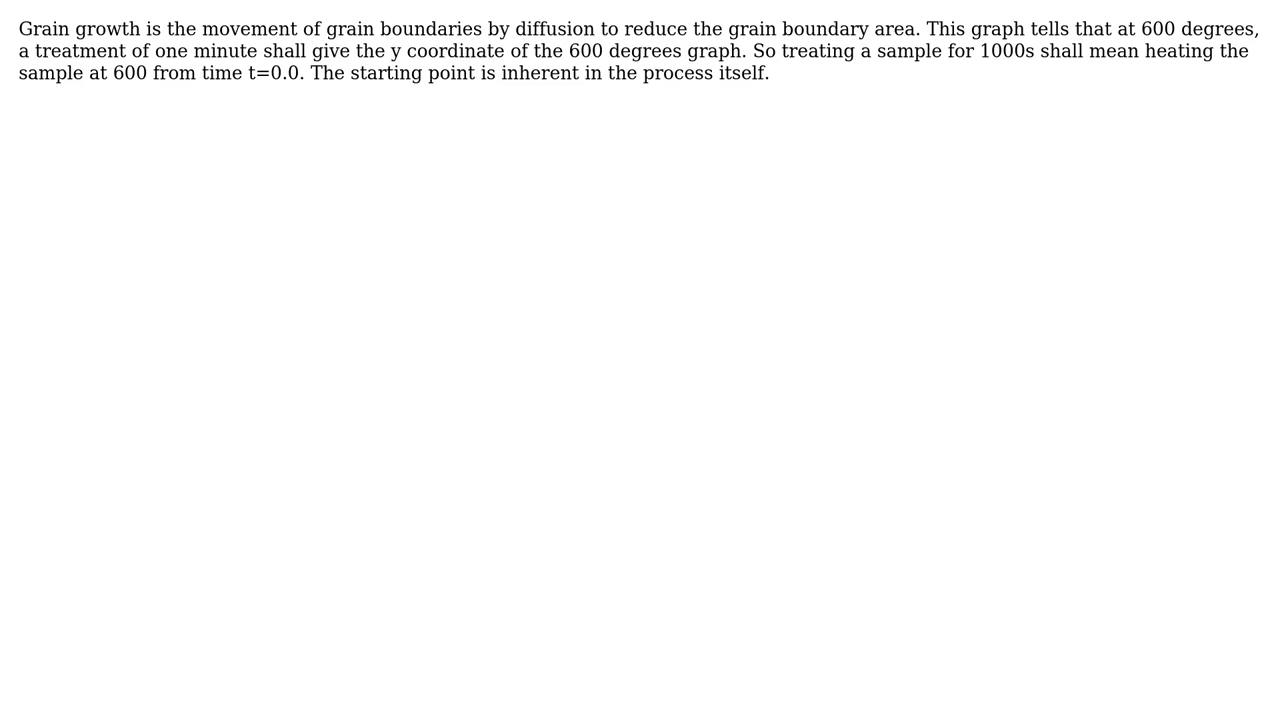 Grain growth is the movement of grain boundaries by diffusion to reduce the grain boundary area. This graph tells that at 600 degrees,
a treatment of one minute shall give the y coordinate of the 600 degrees graph. So treating a sample for 1000s shall mean heating the
sample at 600 from time t=0.0. The starting point is inherent in the process itself.